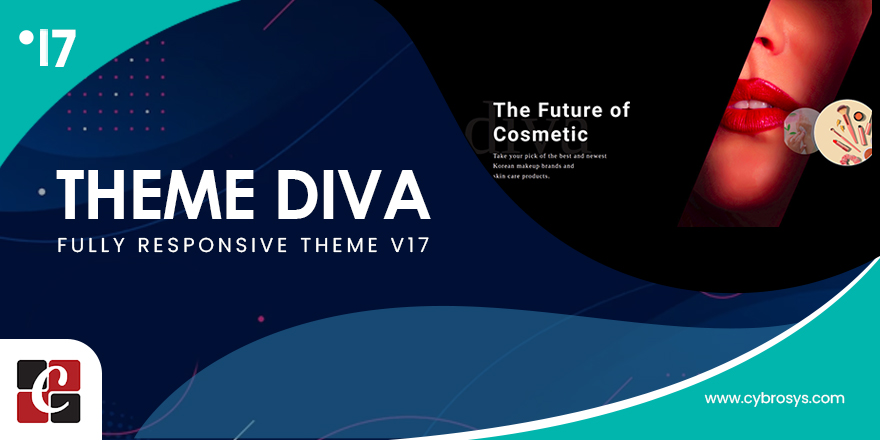 17
The Future of
Cosmetic
diva
Take your pick of the best and newest
Korean makeup brands and
skin care products.
THEME DIVA
FULLY RESPONSIVE THEME V17
C
www.cybrosys.com